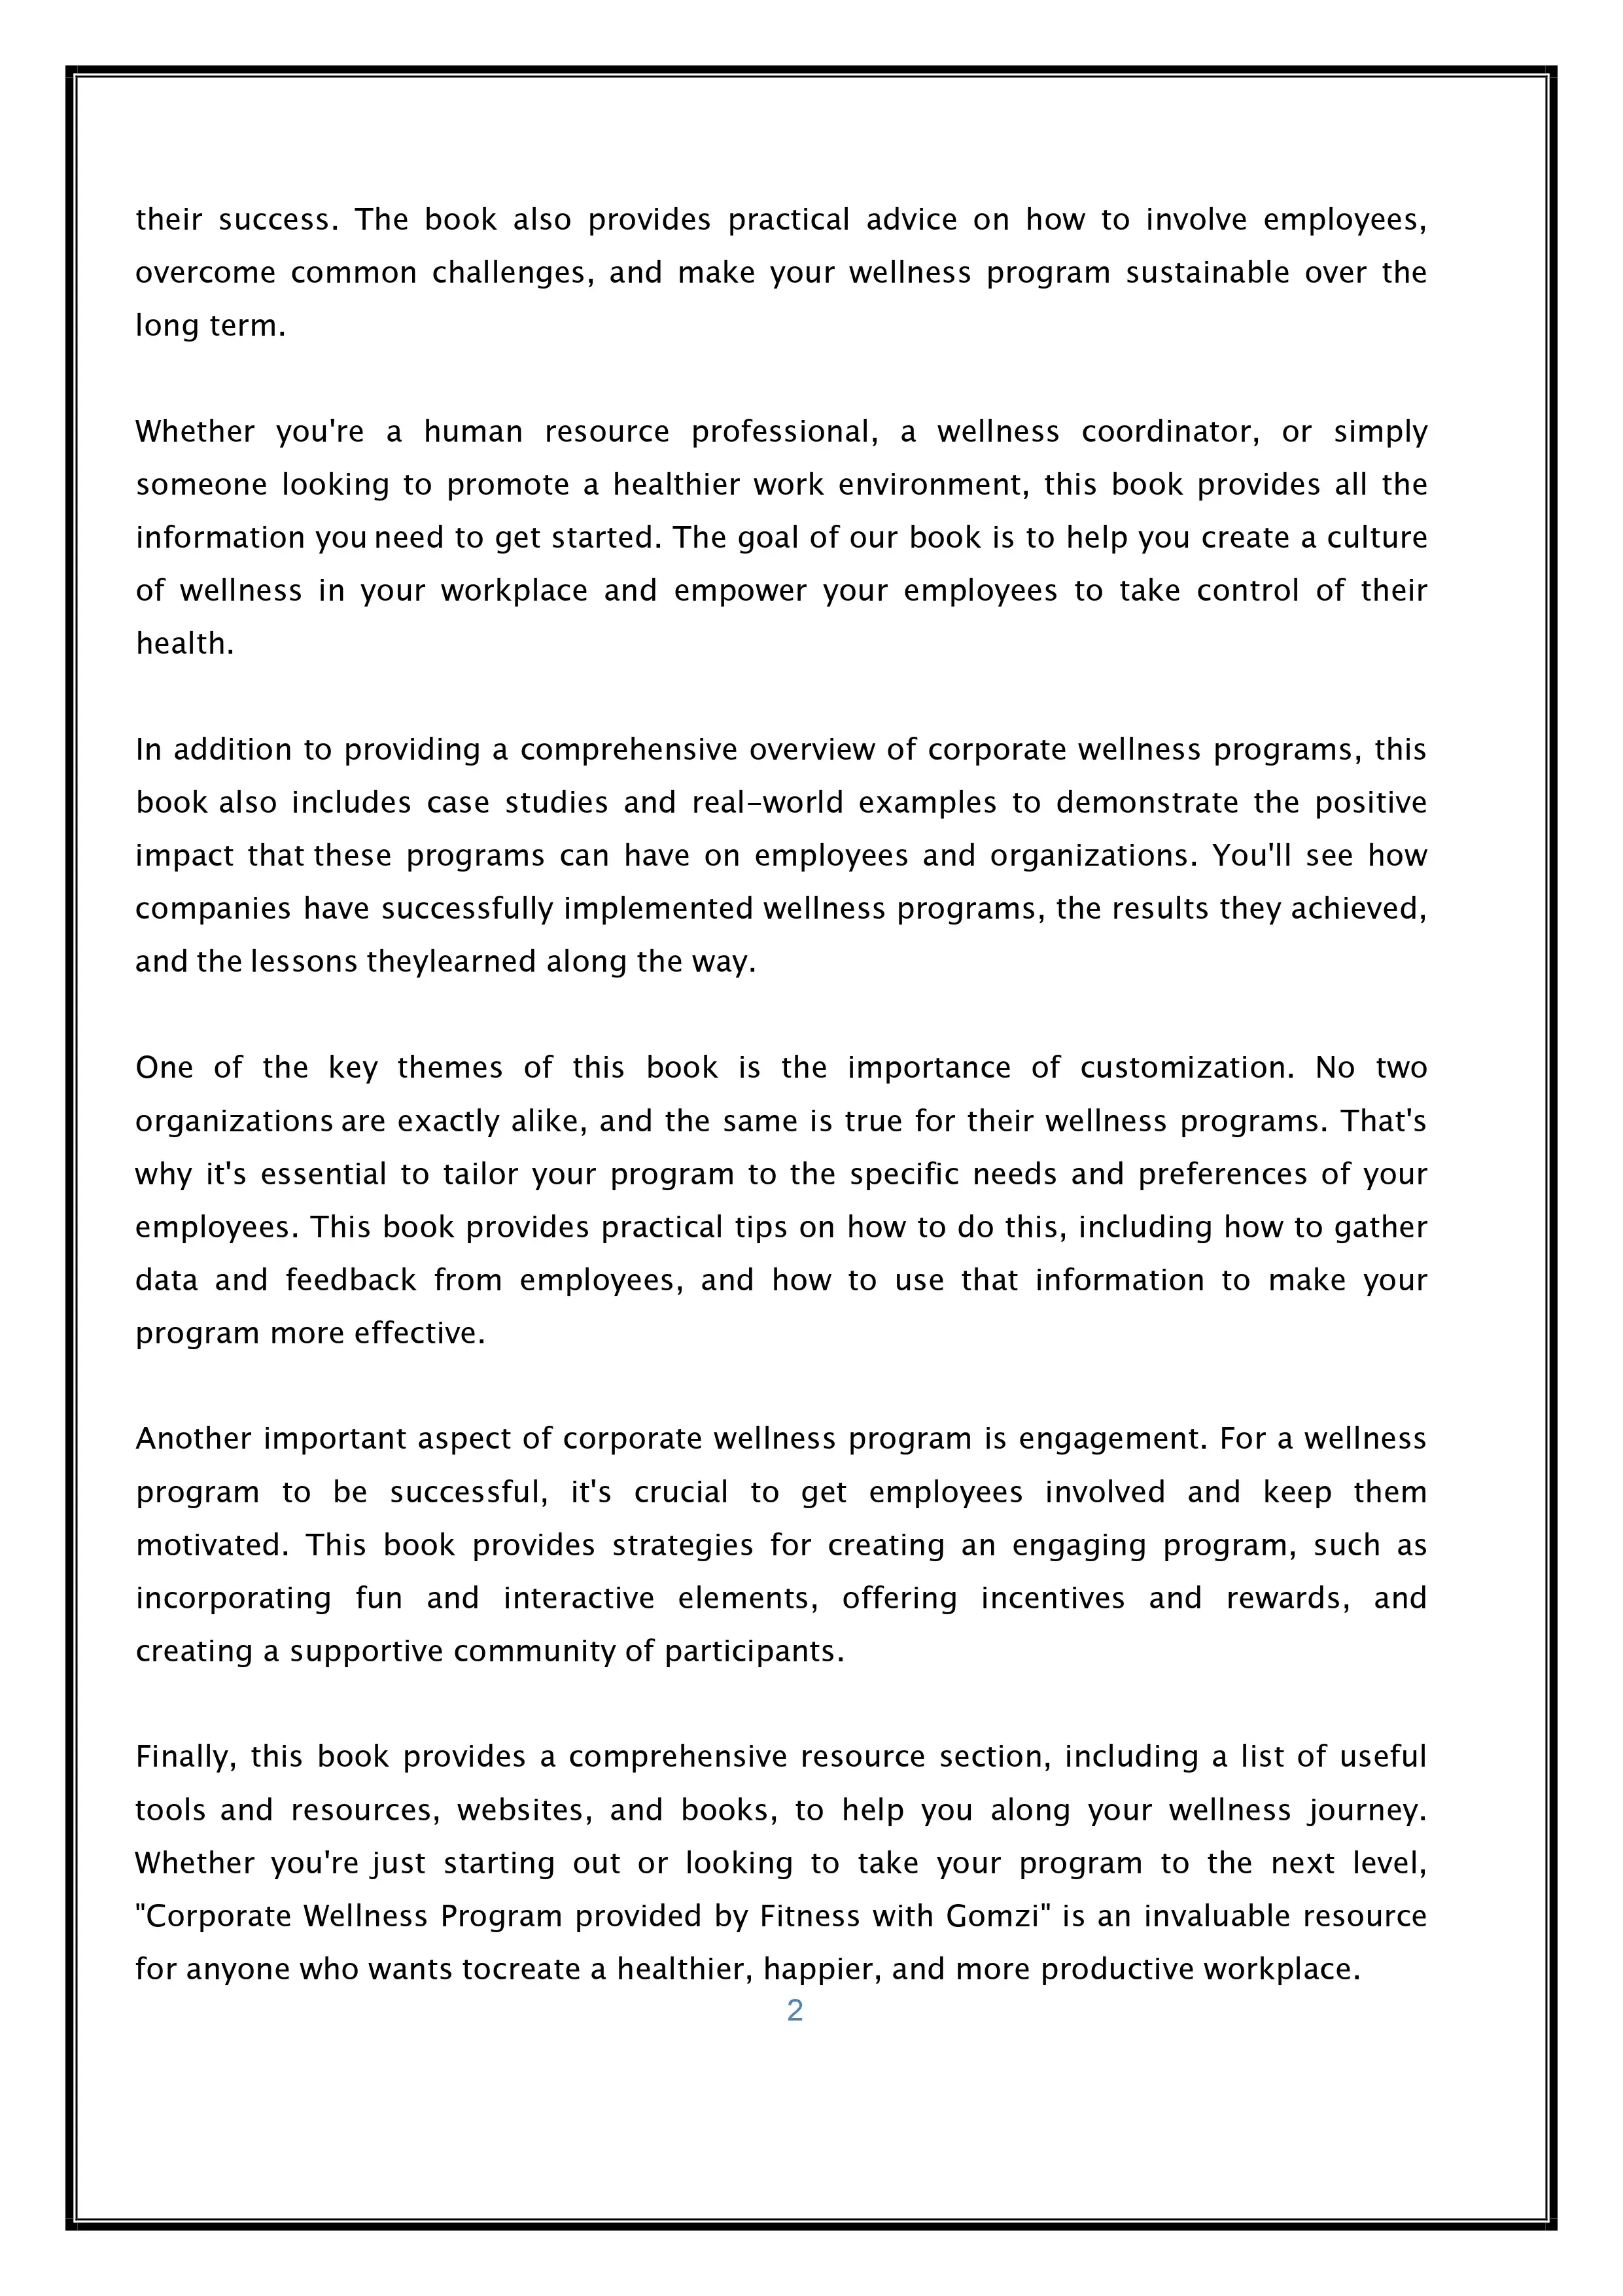 their success. The book also provides practical advice on how to involve employees,
overcome common challenges, and make your wellness program sustainable over the
long term.
Whether you're a human resource professional, a wellness coordinator, or simply
someone looking to promote a healthier work environment, this book provides all the
information you need to get started. The goal of our book is to help you create a culture
of wellness in your workplace and empower your employees to take control of their
health.
In addition to providing a comprehensive overview of corporate wellness programs, this
book also includes case studies and real-world examples to demonstrate the positive
impact that these programs can have on employees and organizations. You'll see how
companies have successfully implemented wellness programs, the results they achieved,
and the lessons theylearned along the way.
One of the key themes of this book is the importance of customization. No two
organizations are exactly alike, and the same is true for their wellness programs. That's
why it's essential to tailor your program to the specific needs and preferences of your
employees. This book provides practical tips on how to do this, including how to gather
data and feedback from employees, and how to use that information to make your
program more effective.
Another important aspect of corporate wellness program is engagement. For a wellness
program to be successful, it's crucial to get employees involved and keep them
motivated. This book provides strategies for creating an engaging program, such as
incorporating fun and interactive elements, offering incentives and rewards, and
creating a supportive community of participants.
Finally, this book provides a comprehensive resource section, including a list of useful
tools and resources, websites, and books, to help you along your wellness journey.
Whether you're just starting out or looking to take your program to the next level,
"Corporate Wellness Program provided by Fitness with Gomzi" is an invaluable resource
for anyone who wants tocreate a healthier, happier, and more productive workplace.
2